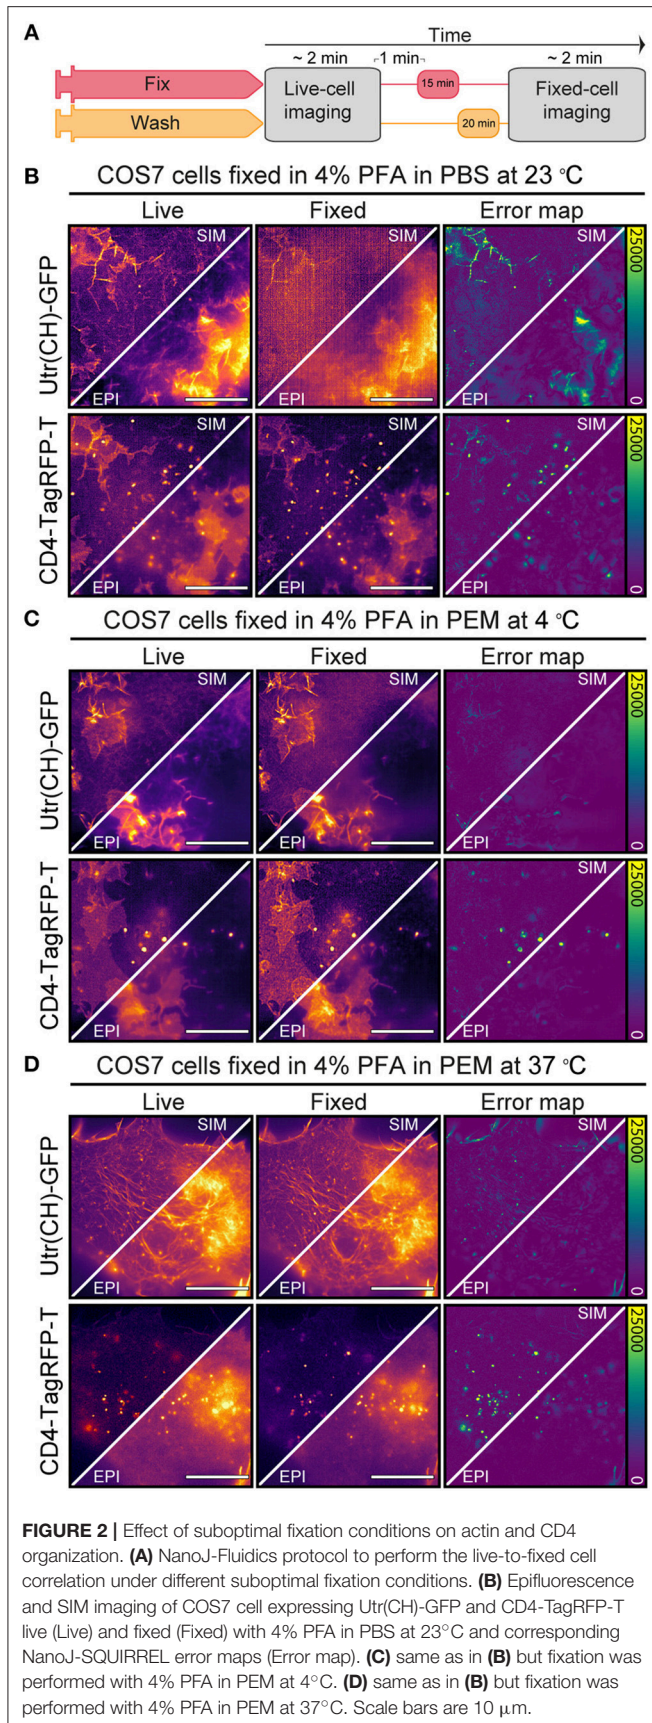 A
Time
~ 2 min
1 min
~ 2 min
Fix
Live-cell
imaging
15 min
Fixed-cell
imaging
Wash
20 min
B
COS7 cells fixed in 4% PFA in PBS at 23 °C
Live
Fixed
Error map
Utr(CH)-GFP
SIM
EPI
SIM
EPI
SIM
EPI
25000
0
CD4-TagRFP-T
SIM
EPI
SIM
EPI
SIM
EPI
25000
0
C
COS7 cells fixed in 4% PFA in PEM at 4 °C
Live
Fixed
Error map
Utr(CH)-GFP
SIM
EPI
SIM
EPI
SIM
EPI
25000
0
CD4-TagRFP-T
SIM
EPI
SIM
EPI
SIM
EPI
25000
0
D
COS7 cells fixed in 4% PFA in PEM at 37 °C
Live
Fixed
Error map
Utr(CH)-GFP
SIM
EPI
SIM
EPI
SIM
EPI
25000
0
CD4-TagRFP-T
SIM
EPI
SIM
EPI
SIM
EPI
25000
0
FIGURE 2 | Effect of suboptimal fixation conditions on actin and CD4
organization. (A) NanoJ-Fluidics protocol to perform the live-to-fixed cell
correlation under different suboptimal fixation conditions. (B) Epifluorescence
and SIM imaging of COS7 cell expressing Utr(CH)-GFP and CD4-TagRFP-T
live (Live) and fixed (Fixed) with 4% PFA in PBS at 23°C and corresponding
NanoJ-SQUIRREL error maps (Error map). (C) same as in (B) but fixation was
performed with 4% PFA in PEM at 4°C. (D) same as in (B) but fixation was
performed with 4% PFA in PEM at 37°C. Scale bars are 10 μm.